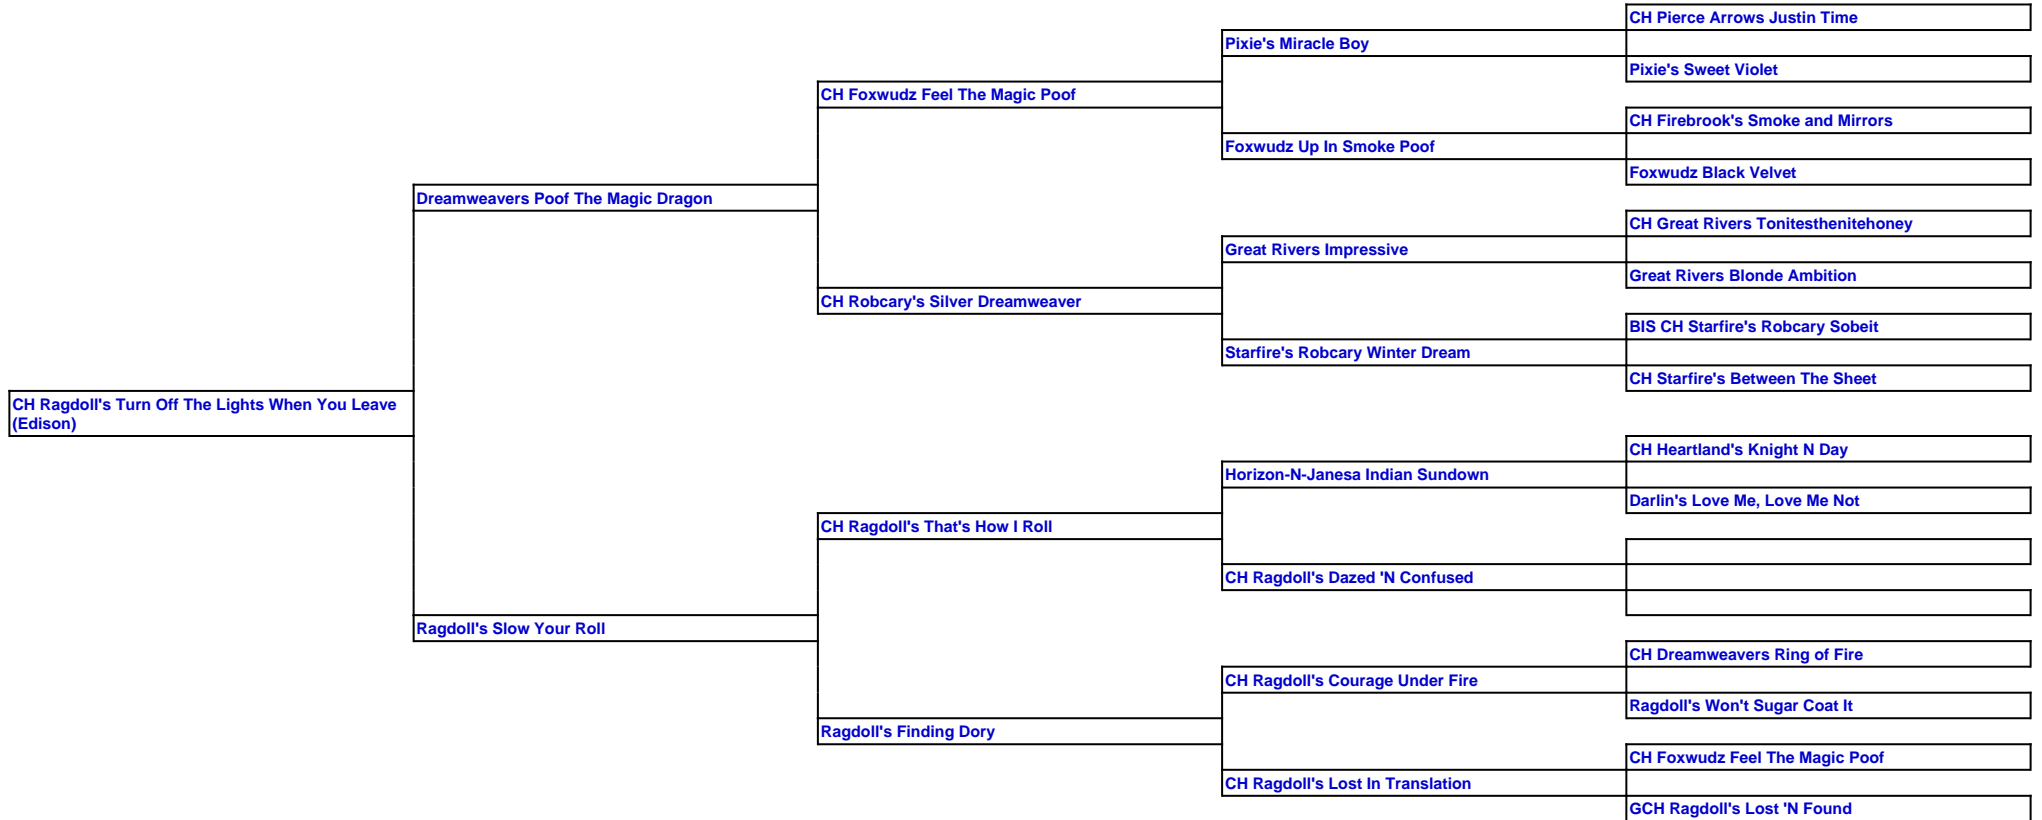 CH Pierce Arrows Justin Time
Pixie's Miracle Boy
Pixie's Sweet Violet
CH Foxwudz Feel The Magic Poof
CH Firebrook's Smoke and Mirrors
Foxwudz Up In Smoke Poof
Foxwudz Black Velvet
Dreamweavers Poof The Magic Dragon
CH Great Rivers Tonitesthenitehoney
Great Rivers Impressive
Great Rivers Blonde Ambition
CH Robcary's Silver Dreamweaver
BIS CH Starfire's Robcary Sobeit
Starfire's Robcary Winter Dream
CH Starfire's Between The Sheet
CH Ragdoll's Turn Off The Lights When You Leave
(Edison)
CH Heartland's Knight N Day
Horizon-N-Janesa Indian Sundown
Darlin's Love Me, Love Me Not
CH Ragdoll's That's How I Roll
CH Ragdoll's Dazed 'N Confused
Ragdoll's Slow Your Roll
CH Dreamweavers Ring of Fire
CH Ragdoll's Courage Under Fire
Ragdoll's Won't Sugar Coat It
Ragdoll's Finding Dory
CH Foxwudz Feel The Magic Poof
CH Ragdoll's Lost In Translation
GCH Ragdoll's Lost 'N Found